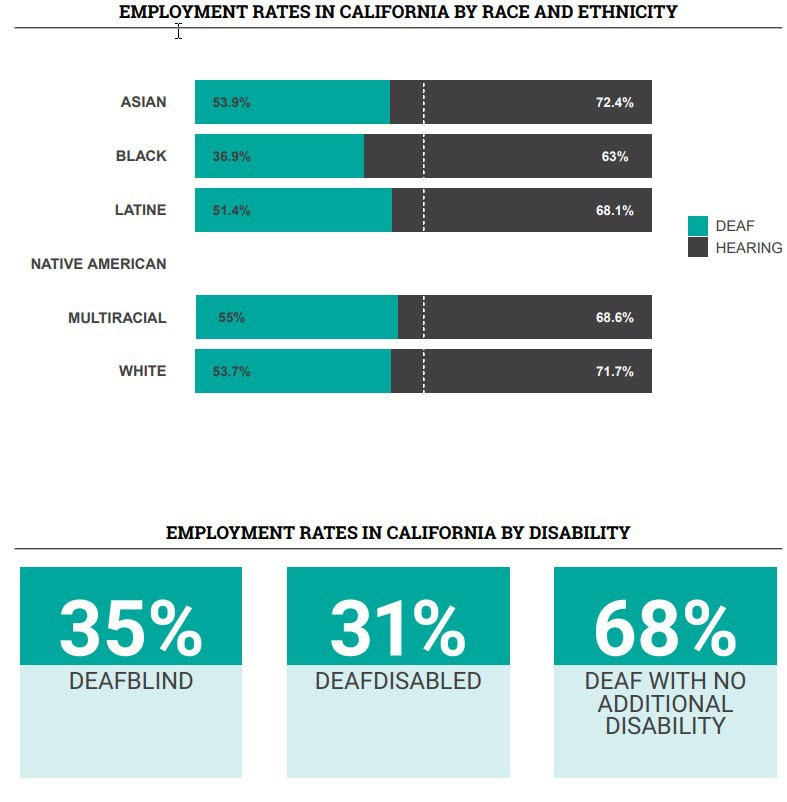 EMPLOYMENT RATES IN CALIFORNIA BY RACE AND ETHNICITY
ASIAN 53.9% 72.4%
BLACK 36.9% 63%
LATINE 51.4% 68.1%
DEAF
HEARING
NATIVE AMERICAN
MULTIRACIAL 55% 68.6%
WHITE 53.7% 71.7%
EMPLOYMENT RATES IN CALIFORNIA BY DISABILITY
35%
DEAFBLIND
31%
DEAFDISABLED
68%
DEAF WITH NO
ADDITIONAL
DISABILITY